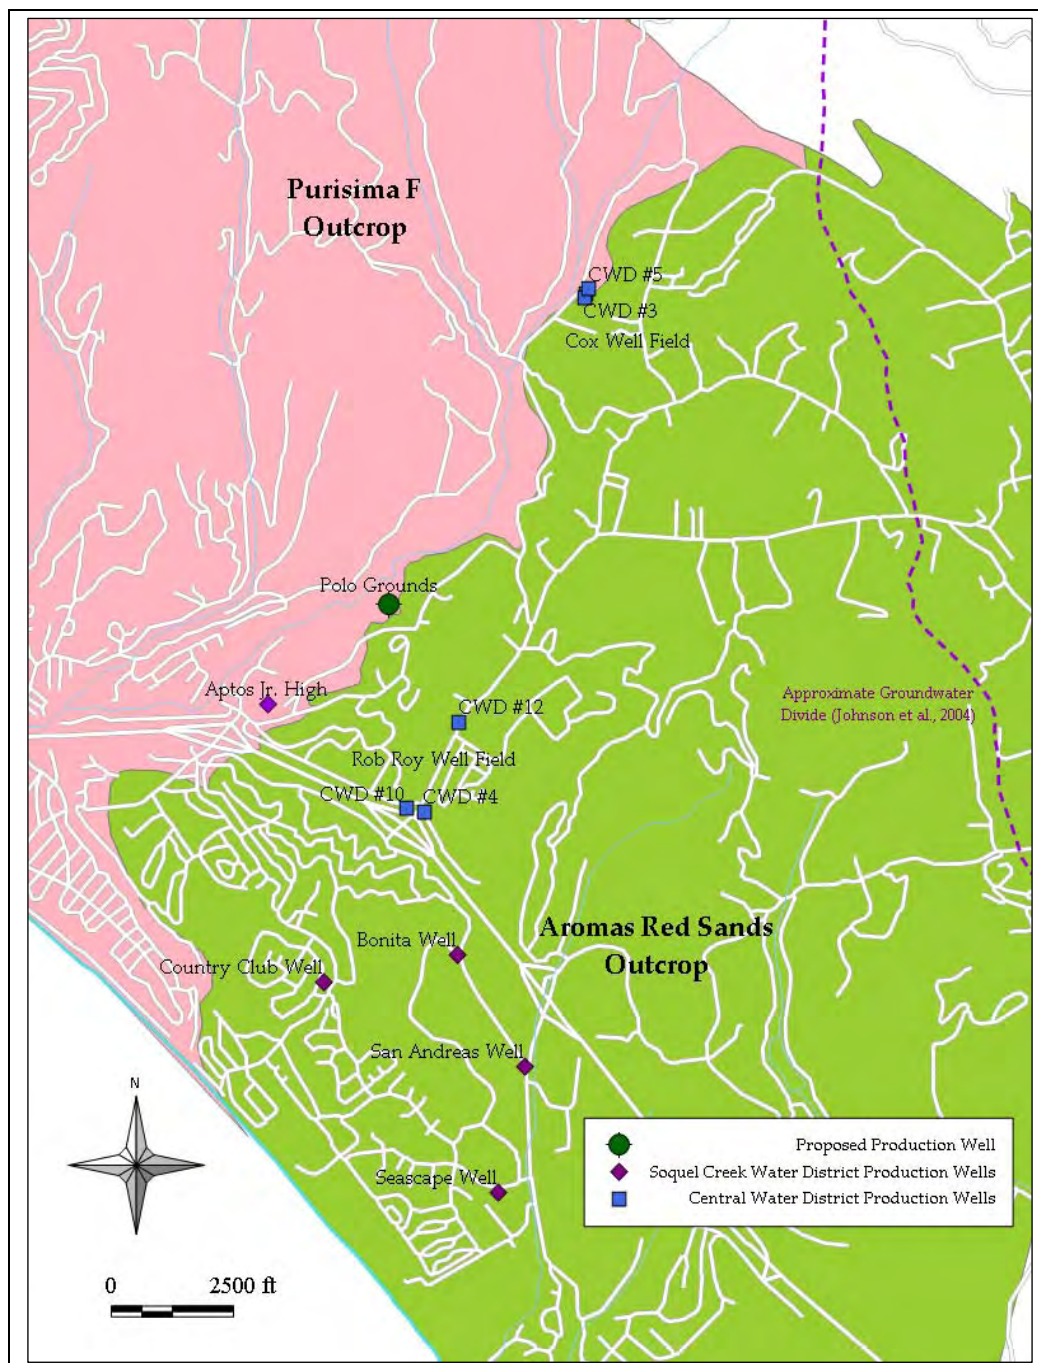 Purisima F
Outcrop
CWD #5
CWD #3
Cox Well Field
Polo Grounds
Aptos Jr. High
Approximate Groundwater
Divide (Johnson et al., 2004)
CWD #12
Rob Roy Well Field
CWD #10
CWD #4
Aromas Red Sands
Outcrop
Bonita Well
Country Club Well
San Andreas Well
N
Seascape Well
Proposed Production Well
Soquel Creek Water District Production Wells
Central Water District Production Wells
0 2500 ft